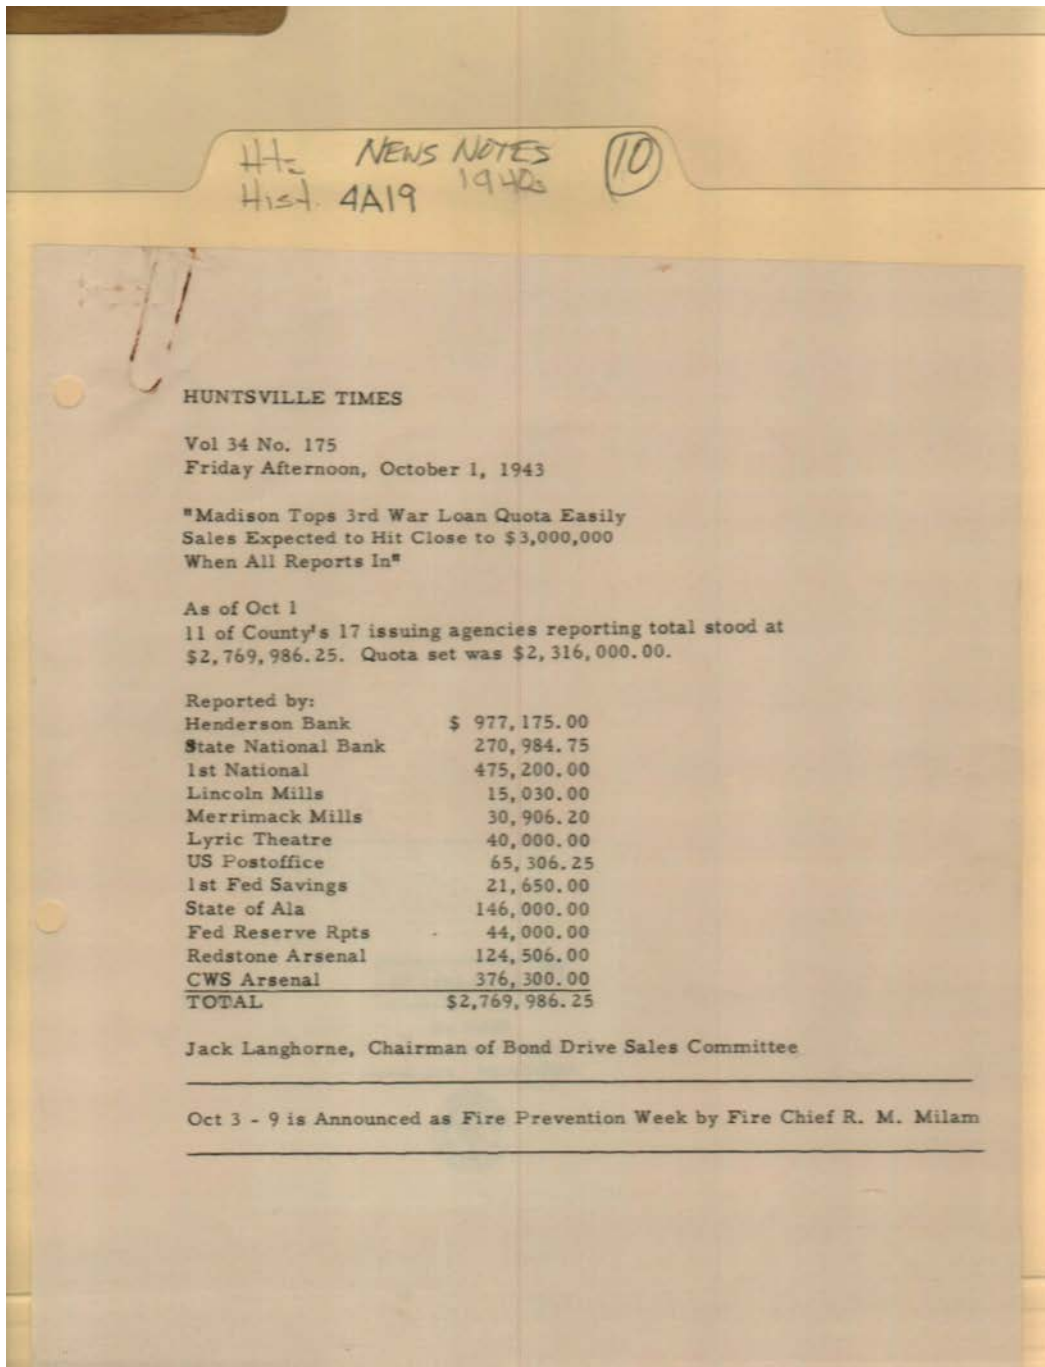 Hts NEWS NOTES 10
Hist. 4A19 1940s
HUNTSVILLE TIMES
Vol 34 No. 175
Friday Afternoon, October 1, 1943
"Madison Tops 3rd War Loan Quota Easily
Sales Expected to Hit Close to $3,000,000
When All Reports In"
As of Oct 1
11 of County's 17 issuing agencies reporting total stood at
$2,769,986.25. Quota set was $2,316,000.00.
Reported by:
Henderson Bank $ 977,175.00
State National Bank 270,984.75
1st National 475,200.00
Lincoln Mills 15,030.00
Merrimack Mills 30,906.20
Lyric Theatre 40,000.00
US Postoffice 65,306.25
1st Fed Savings 21,650.00
State of Ala 146,000.00
Fed Reserve Rpts 44,000.00
Redstone Arsenal 124,506.00
CWS Arsenal 376,300.00
TOTAL $2,769,986.25
Jack Langhorne, Chairman of Bond Drive Sales Committee
Oct 3 - 9 is Announced as Fire Prevention Week by Fire Chief R. M. Milam